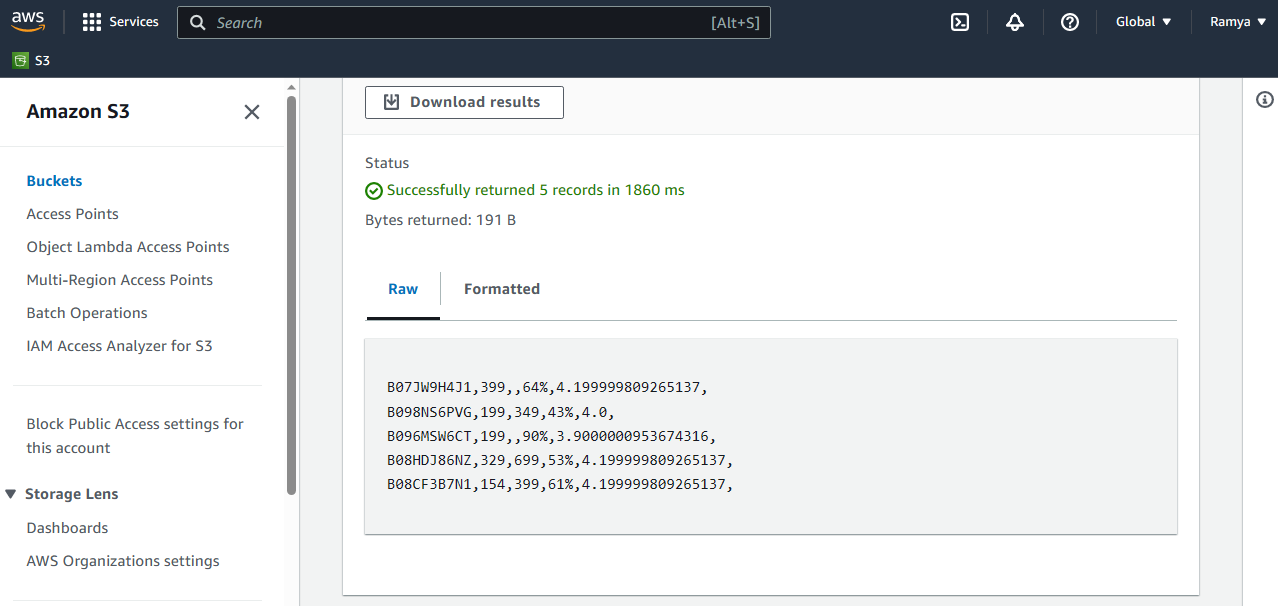 aws Services Search [Alt+S] Global Ramya
S3
Amazon S3
Buckets
Access Points
Object Lambda Access Points
Multi-Region Access Points
Batch Operations
IAM Access Analyzer for S3
Block Public Access settings for
this account
Storage Lens
Dashboards
AWS Organizations settings
Download results
Status
Successfully returned 5 records in 1860 ms
Bytes returned: 191 B
Raw Formatted
B07JW9H4J1,399,,64%,4.199999809265137,
B098NS6PVG,199,349,43%,4.0,
B096MSW6CT,199,,90%,3.9000000953674316,
B08HDJ86NZ,329,699,53%,4.199999809265137,
B08CF3B7N1,154,399,61%,4.199999809265137,